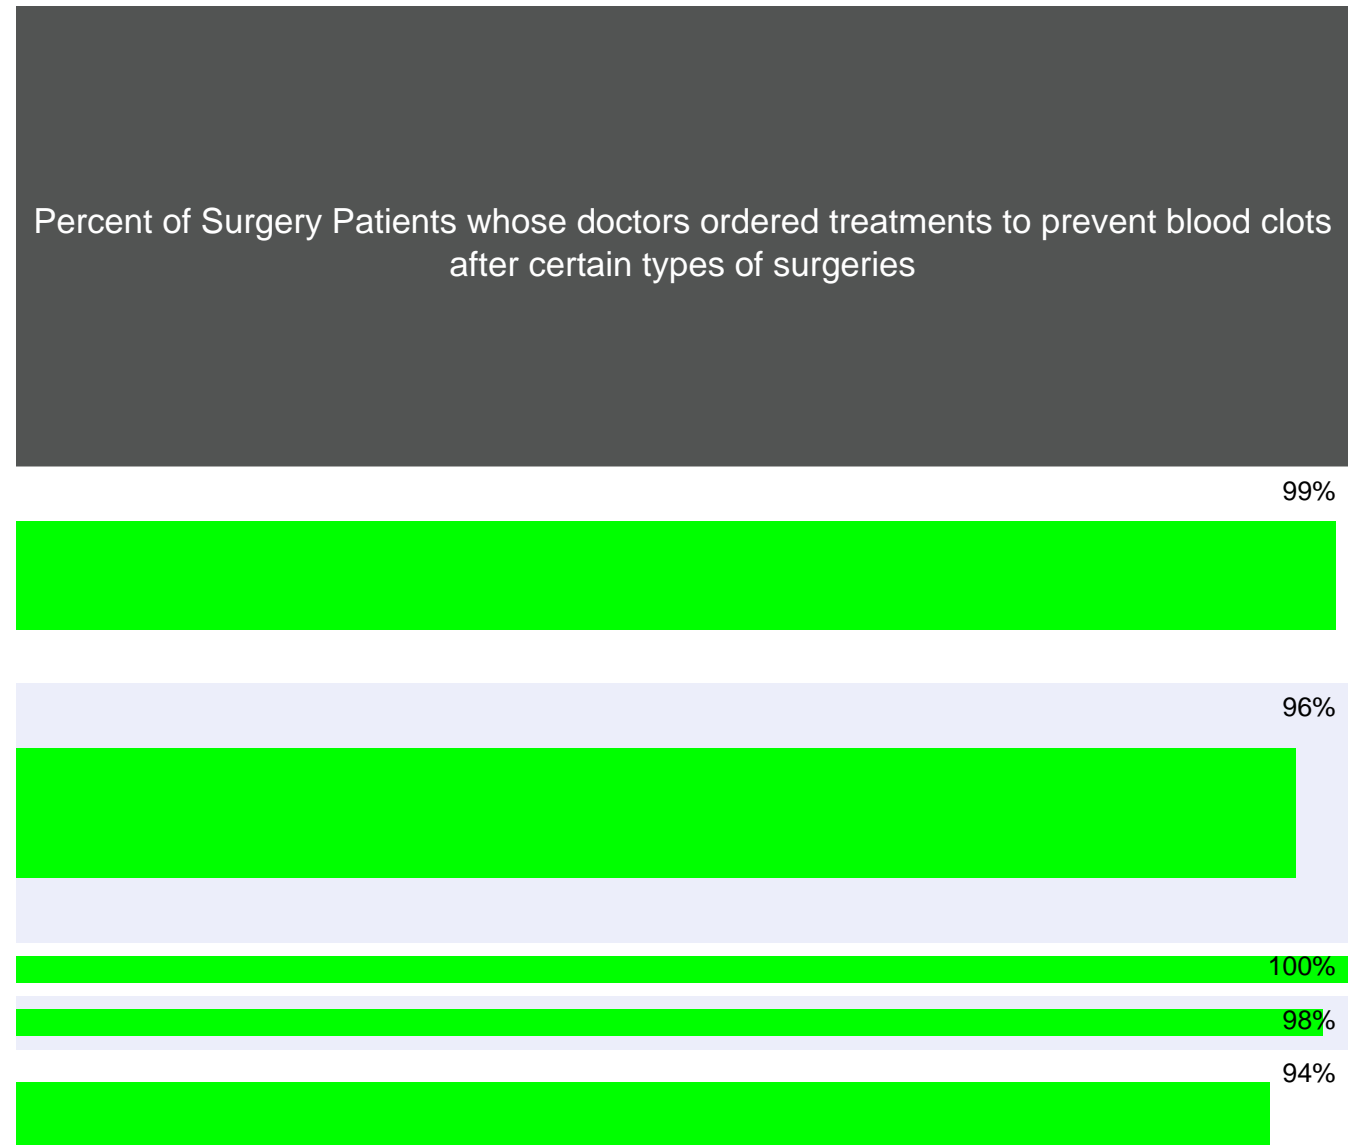 Percent of Surgery Patients whose doctors ordered treatments to prevent blood clots
after certain types of surgeries
99%
96%
100%
98%
94%